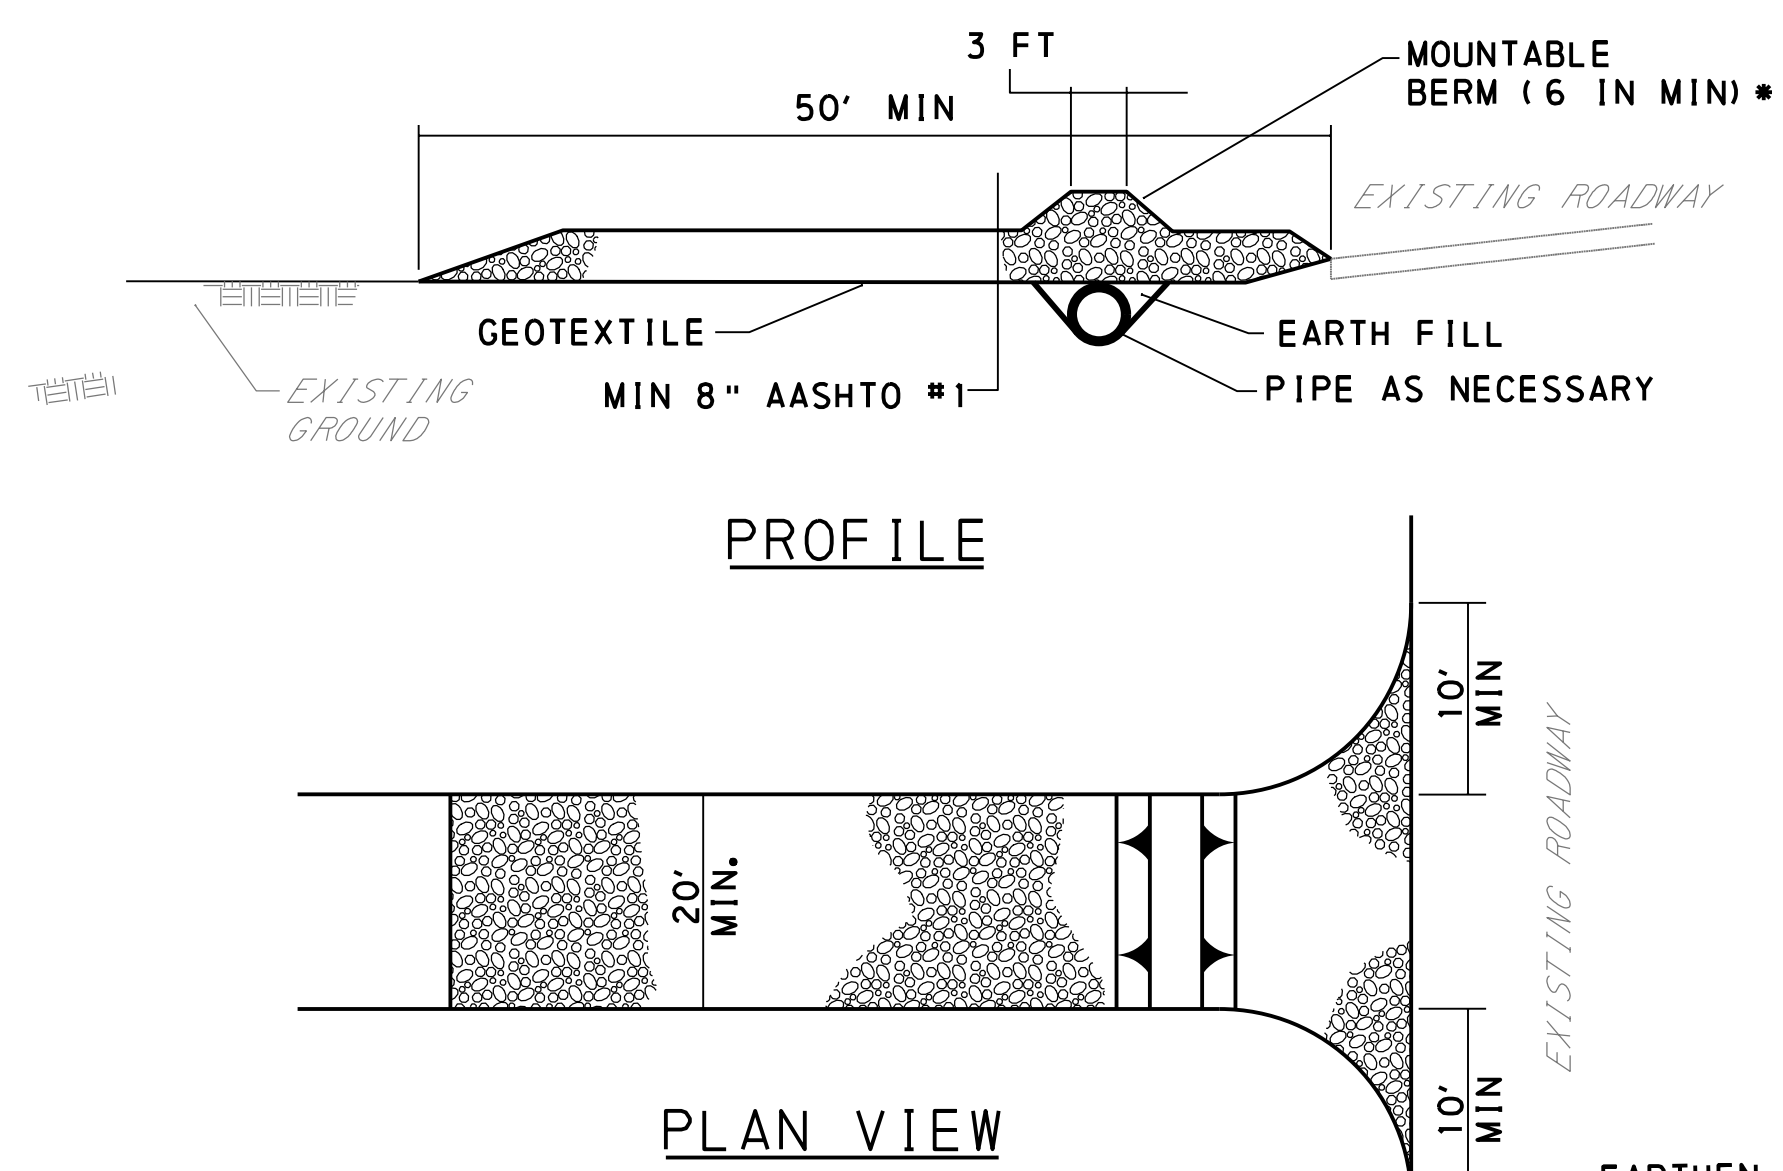 3 FT
MOUNTABLE
BERM (6 IN MIN)*
50' MIN
EXISTING ROADWAY
GEOTEXTILE
EARTH FILL
MIN 8" AASHTO #1
PIPE AS NECESSARY
EXISTING
GROUND
PROFILE
10'
MIN
EXISTING ROADWAY
20'
MIN.
10'
MIN
PLAN VIEW